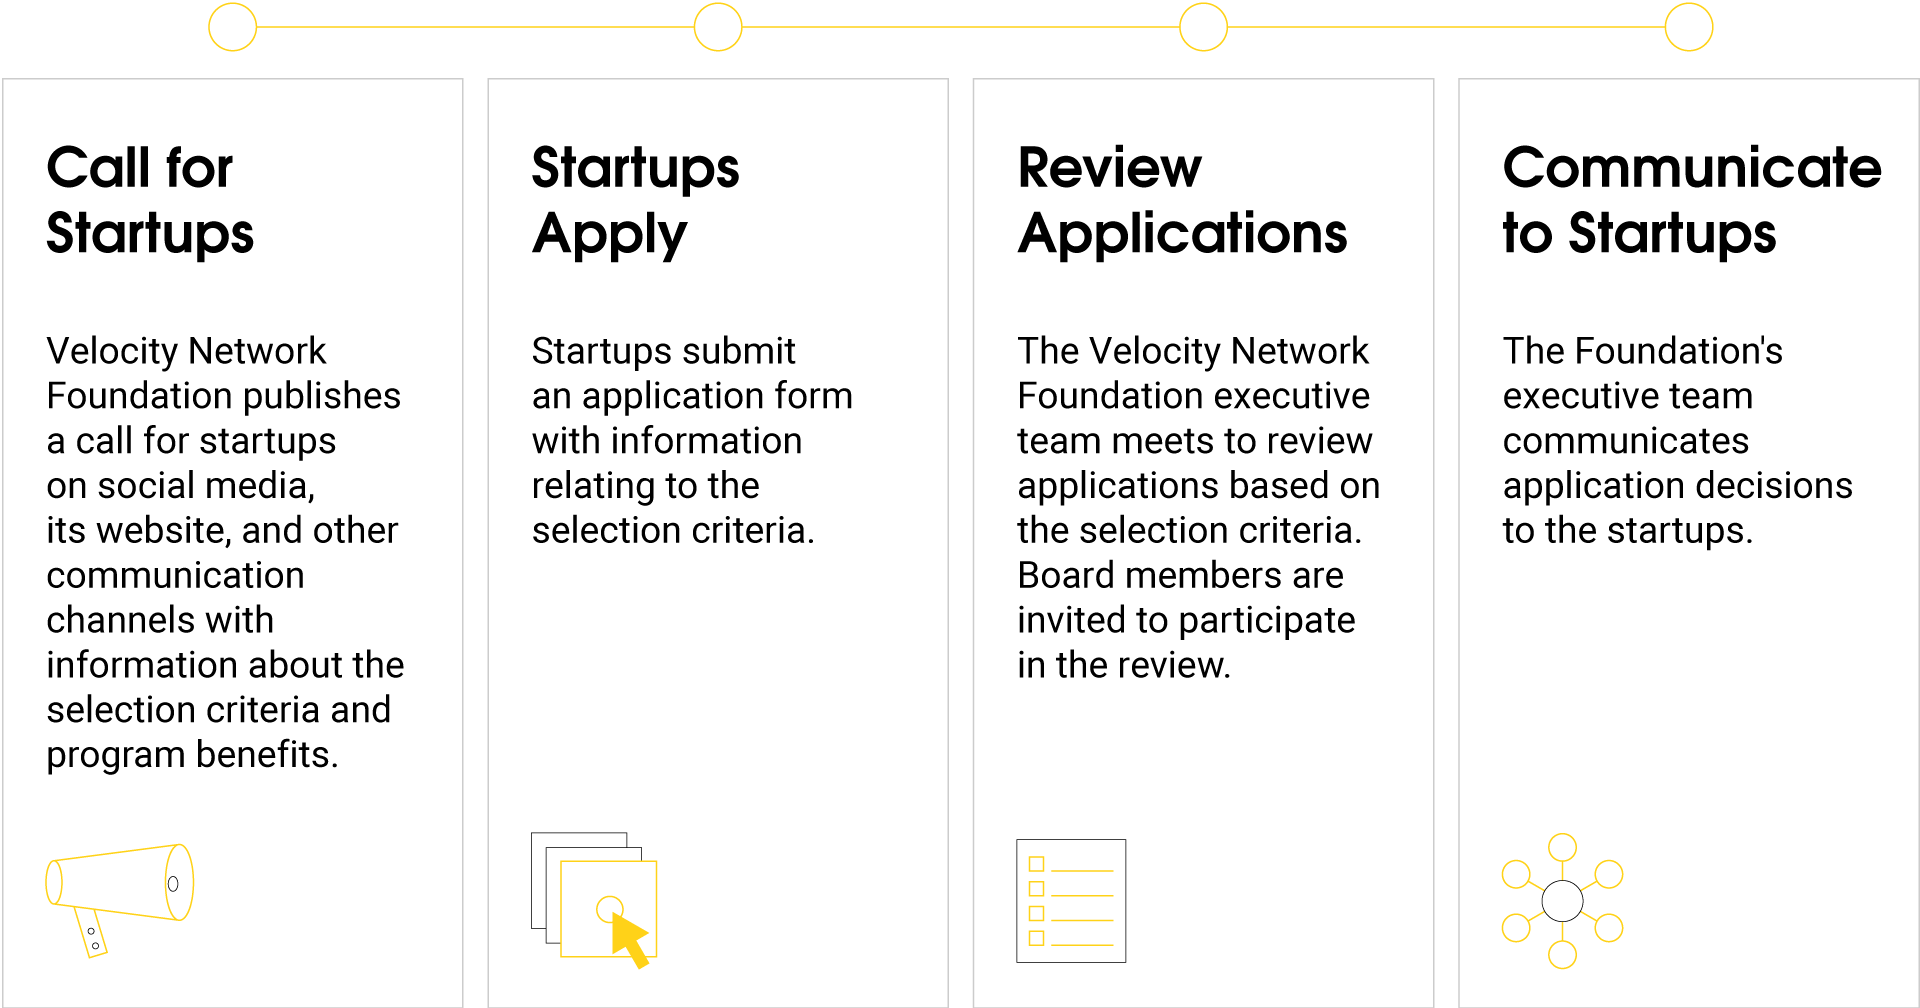 Call for
Startups
Velocity Network
Foundation publishes
a call for startups
on social media,
its website, and other
communication
channels with
information about the
selection criteria and
program benefits.
Startups
Apply
Startups submit
an application form
with information
relating to the
selection criteria.
Review
Applications
The Velocity Network
Foundation executive
team meets to review
applications based on
the selection criteria.
Board members are
invited to participate
in the review.
Communicate
to Startups
The Foundation's
executive team
communicates
application decisions
to the startups.